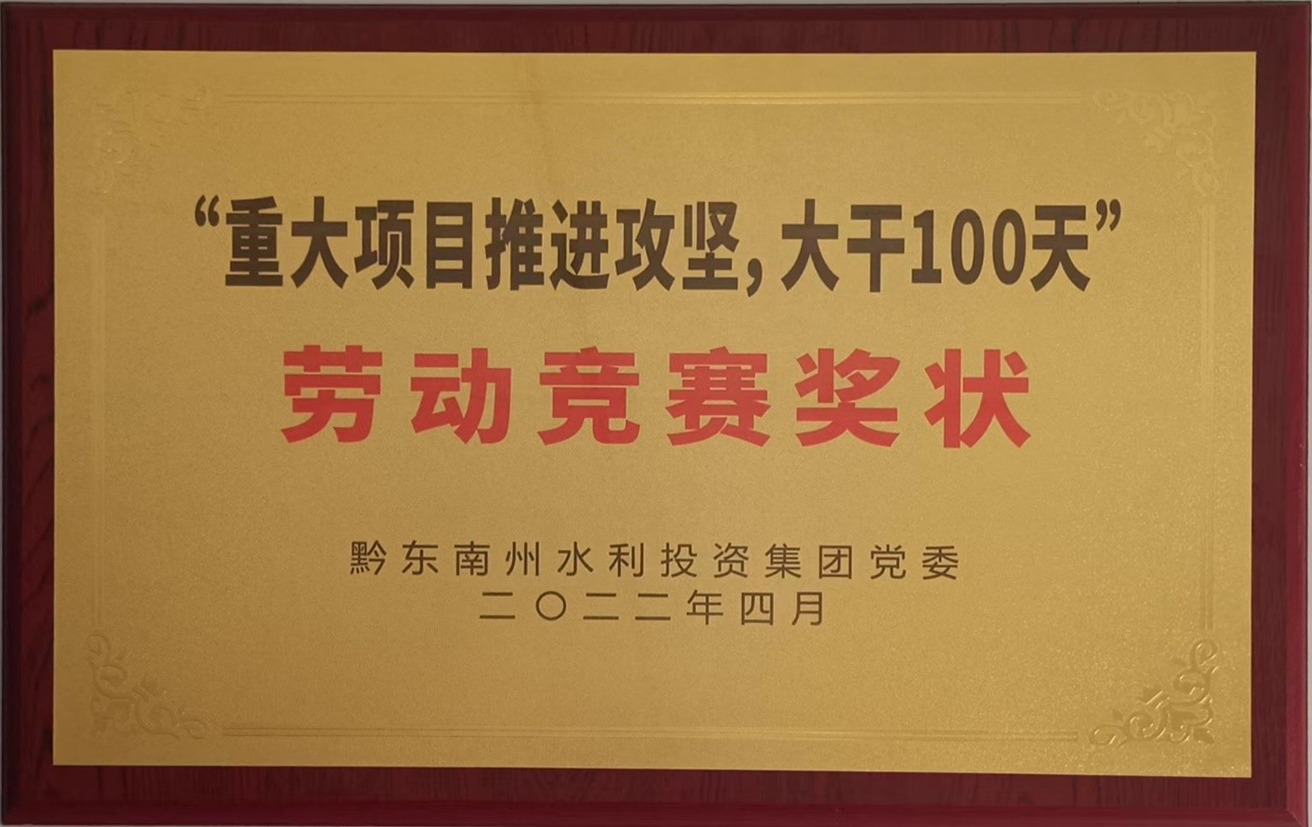 “重大项目推进攻坚,大干100天”
劳动竞赛奖状
黔东南州水利投资集团党委
二〇二二年四月